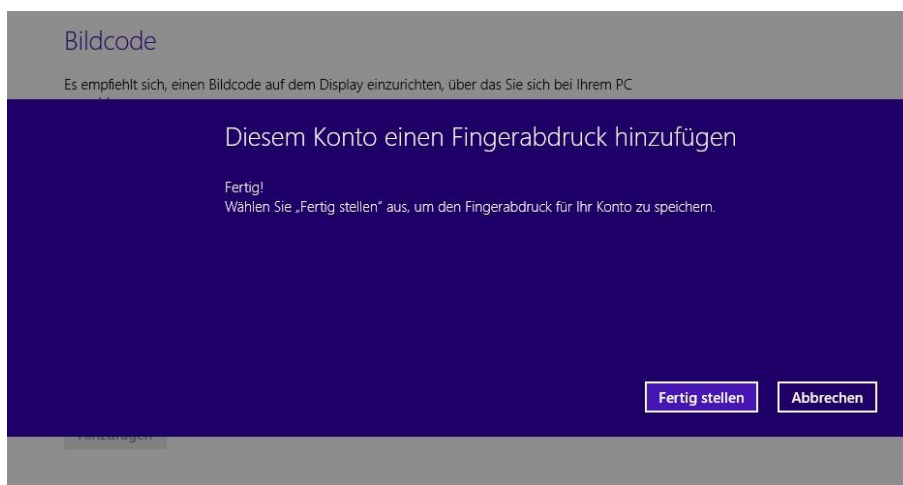 Bildcode
Es empfiehlt sich, einen Bildcode auf dem Display einzurichten, über das Sie sich bei Ihrem PC
Diesem Konto einen Fingerabdruck hinzufügen
Fertig!
Wählen Sie „Fertig stellen“ aus, um den Fingerabdruck für Ihr Konto zu speichern.
Fertig stellen
Abbrechen
Hinzufügen